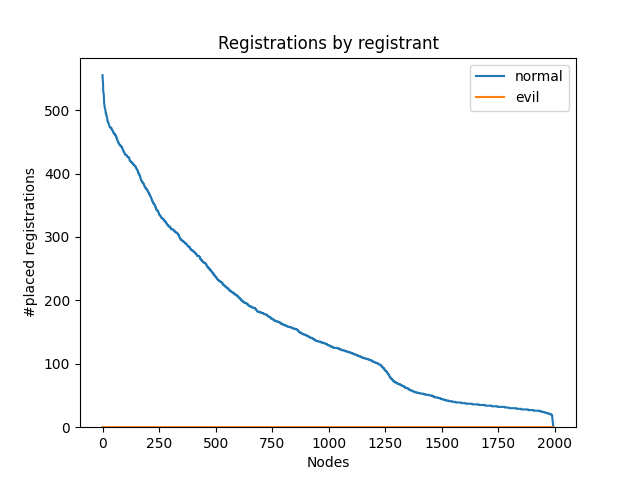 Registrations by registrant
normal
evil
500
400
300
200
100
0
#placed registrations
0 250 500 750 1000 1250 1500 1750 2000
Nodes